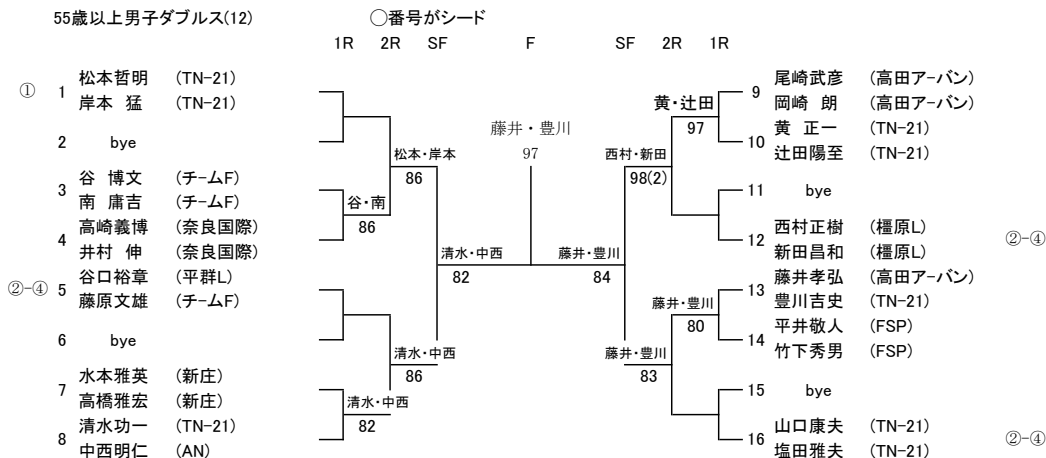 55歳以上男子ダブルス(12)
◯番号がシード
1R 2R SF F SF 2R 1R
① 1 松本哲明 (TN-21)
岸本 猛 (TN-21)
2 bye
3 谷 博文 (チームF)
南 庸吉 (チームF)
4 高崎義博 (奈良国際)
井村 伸 (奈良国際)
②-④ 5 谷口裕章 (平群L)
藤原文雄 (チームF)
6 bye
7 水本雅英 (新庄)
高橋雅宏 (新庄)
8 清水功一 (TN-21)
中西明仁 (AN)
谷・南
86
清水・中西
82
松本・岸本
86
清水・中西
86
清水・中西
82
藤井・豊川
97
藤井・豊川
84
西村・新田
98(2)
藤井・豊川
83
黄・辻田
97
藤井・豊川
80
9 尾崎武彦 (高田アーバン)
岡崎 朗 (高田アーバン)
10 黄 正一 (TN-21)
辻田陽至 (TN-21)
11 bye
12 西村正樹 (橿原L)
新田昌和 (橿原L)
②-④
13 藤井孝弘 (高田アーバン)
豊川吉史 (TN-21)
14 平井敬人 (FSP)
竹下秀男 (FSP)
15 bye
16 山口康夫 (TN-21)
塩田雅夫 (TN-21)
②-④